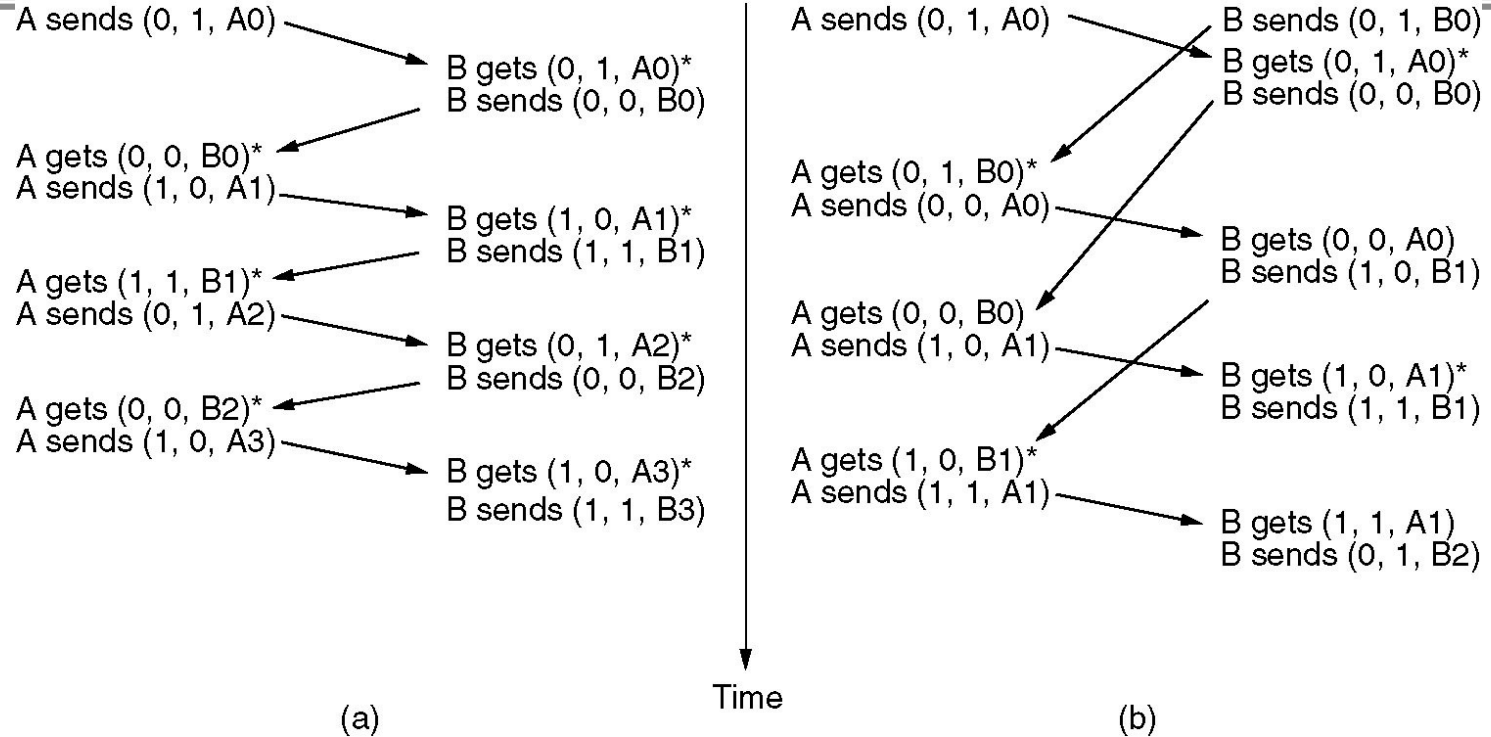 A sends (0, 1, A0)
B gets (0, 1, A0)*
B sends (0, 0, B0)
A gets (0, 0, B0)*
A sends (1, 0, A1)
B gets (1, 0, A1)*
B sends (1, 1, B1)
A gets (1, 1, B1)*
A sends (0, 1, A2)
B gets (0, 1, A2)*
B sends (0, 0, B2)
A gets (0, 0, B2)*
A sends (1, 0, A3)
B gets (1, 0, A3)*
B sends (1, 1, B3)
(a)
Time
A sends (0, 1, A0)
B sends (0, 1, B0)
B gets (0, 1, A0)*
B sends (0, 0, B0)
A gets (0, 1, B0)*
A sends (0, 0, A0)
B gets (0, 0, A0)
B sends (1, 0, B1)
A gets (0, 0, B0)
A sends (1, 0, A1)
B gets (1, 0, A1)*
B sends (1, 1, B1)
A gets (1, 0, B1)*
A sends (1, 1, A1)
B gets (1, 1, A1)
B sends (0, 1, B2)
(b)